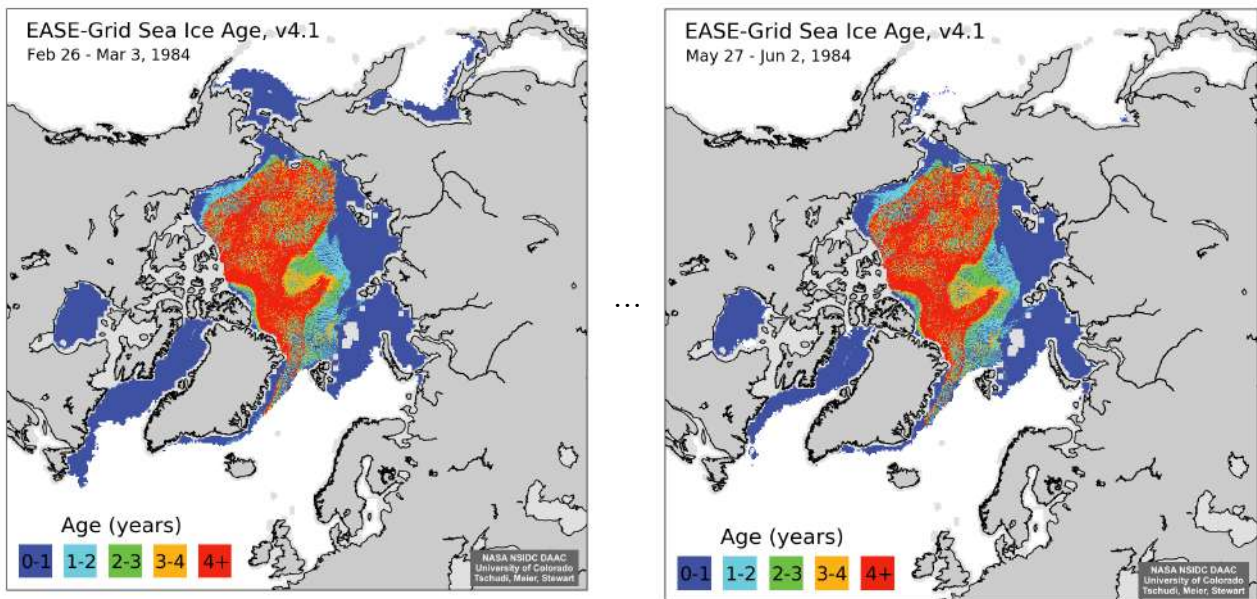 EASE-Grid Sea Ice Age, v4.1
Feb 26 - Mar 3, 1984
Age (years)
0-1 1-2 2-3 3-4 4+
NASA NSIDC DAAC
University of Colorado
Tschudi, Meier, Stewart
...
EASE-Grid Sea Ice Age, v4.1
May 27 - Jun 2, 1984
Age (years)
0-1 1-2 2-3 3-4 4+
NASA NSIDC DAAC
University of Colorado
Tschudi, Meier, Stewart